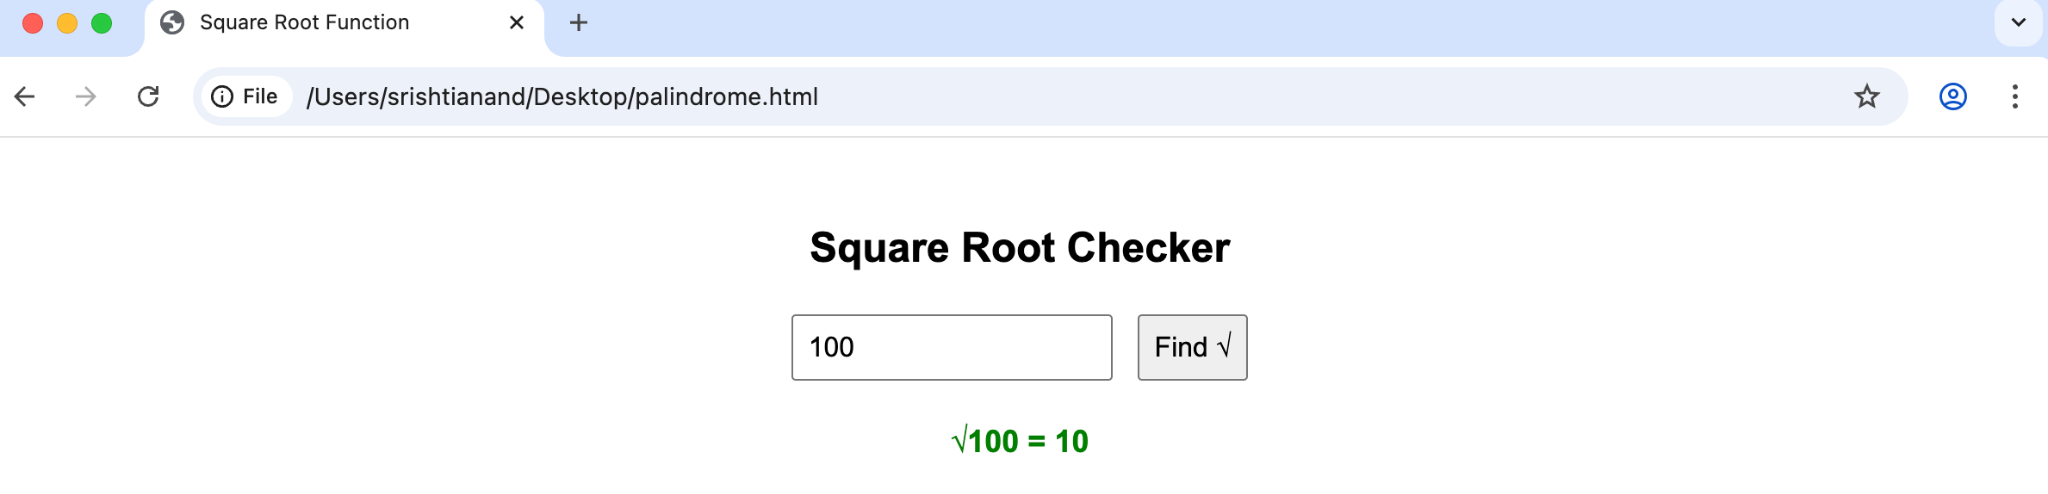 Square Root Function
File /Users/srishtianand/Desktop/palindrome.html
Square Root Checker
100 Find √
√100 = 10